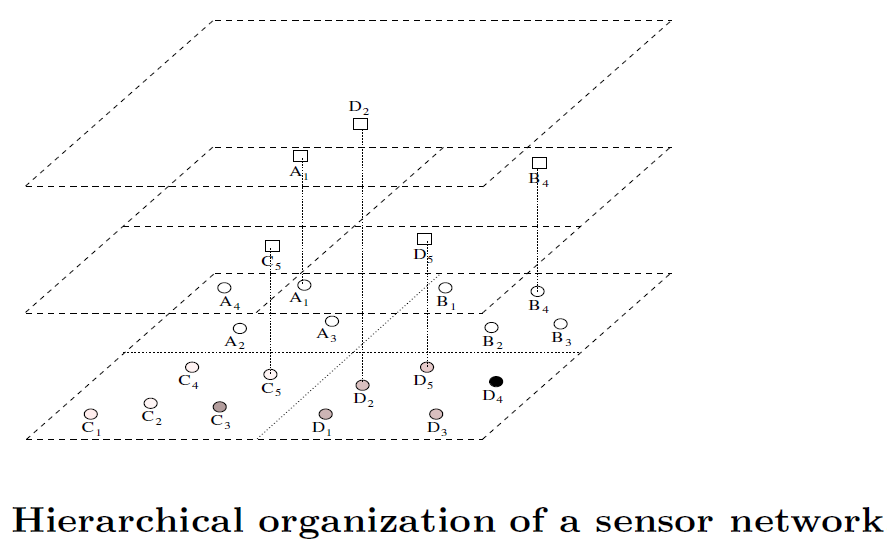 D2
A1
B4
C5
D5
A4
A1
B1
B4
A2
A3
B2
B3
C4
C5
D5
D2
D4
C1
C2
C3
D1
D3
Hierarchical organization of a sensor network